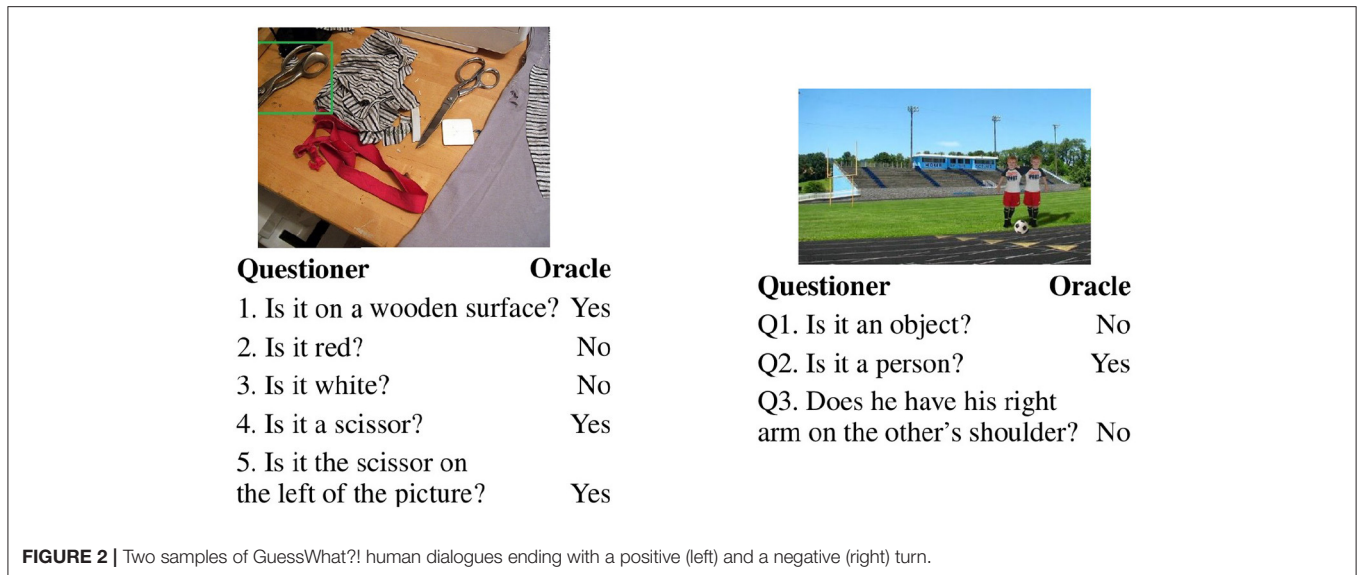 Questioner Oracle
1. Is it on a wooden surface? Yes
2. Is it red? No
3. Is it white? No
4. Is it a scissor? Yes
5. Is it the scissor on
the left of the picture? Yes
Questioner Oracle
Q1. Is it an object? No
Q2. Is it a person? Yes
Q3. Does he have his right
arm on the other's shoulder? No
FIGURE 2 | Two samples of GuessWhat?! human dialogues ending with a positive (left) and a negative (right) turn.